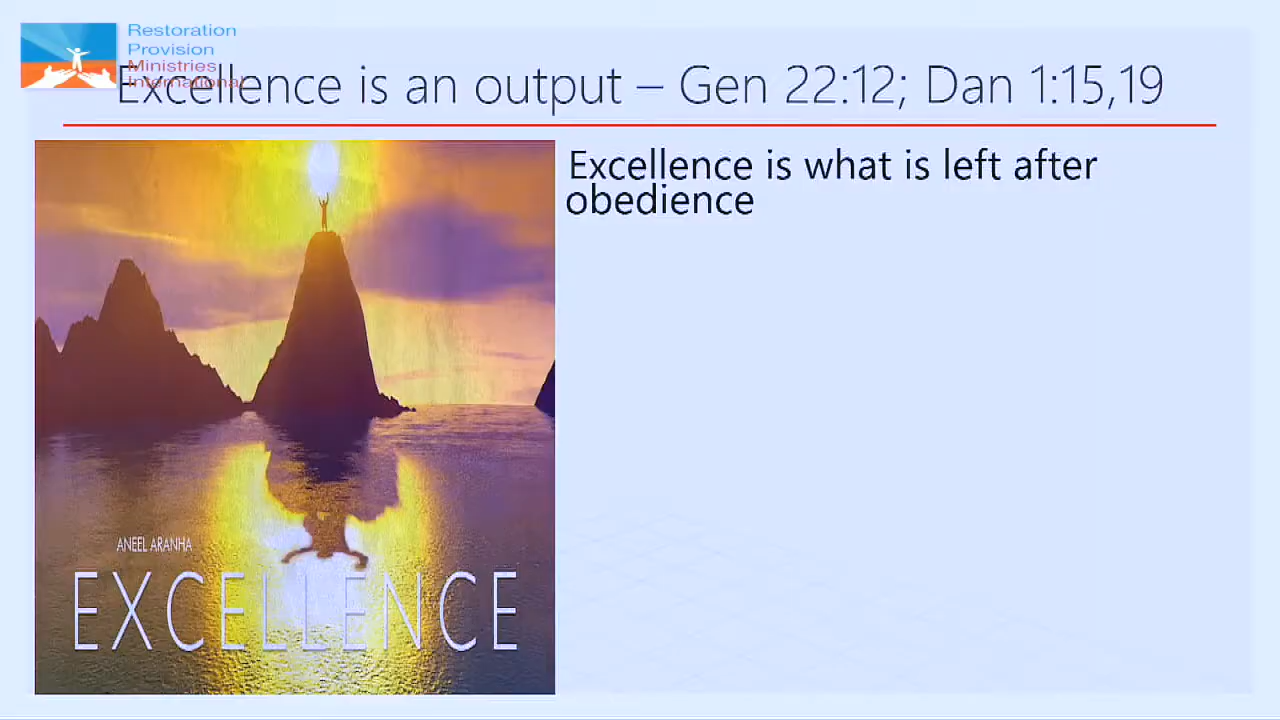 Restoration
Provision
Ministries
International
Excellence is an output – Gen 22:12; Dan 1:15,19
Excellence is what is left after
obedience
ANEEL ARANHA
EXCELLENCE